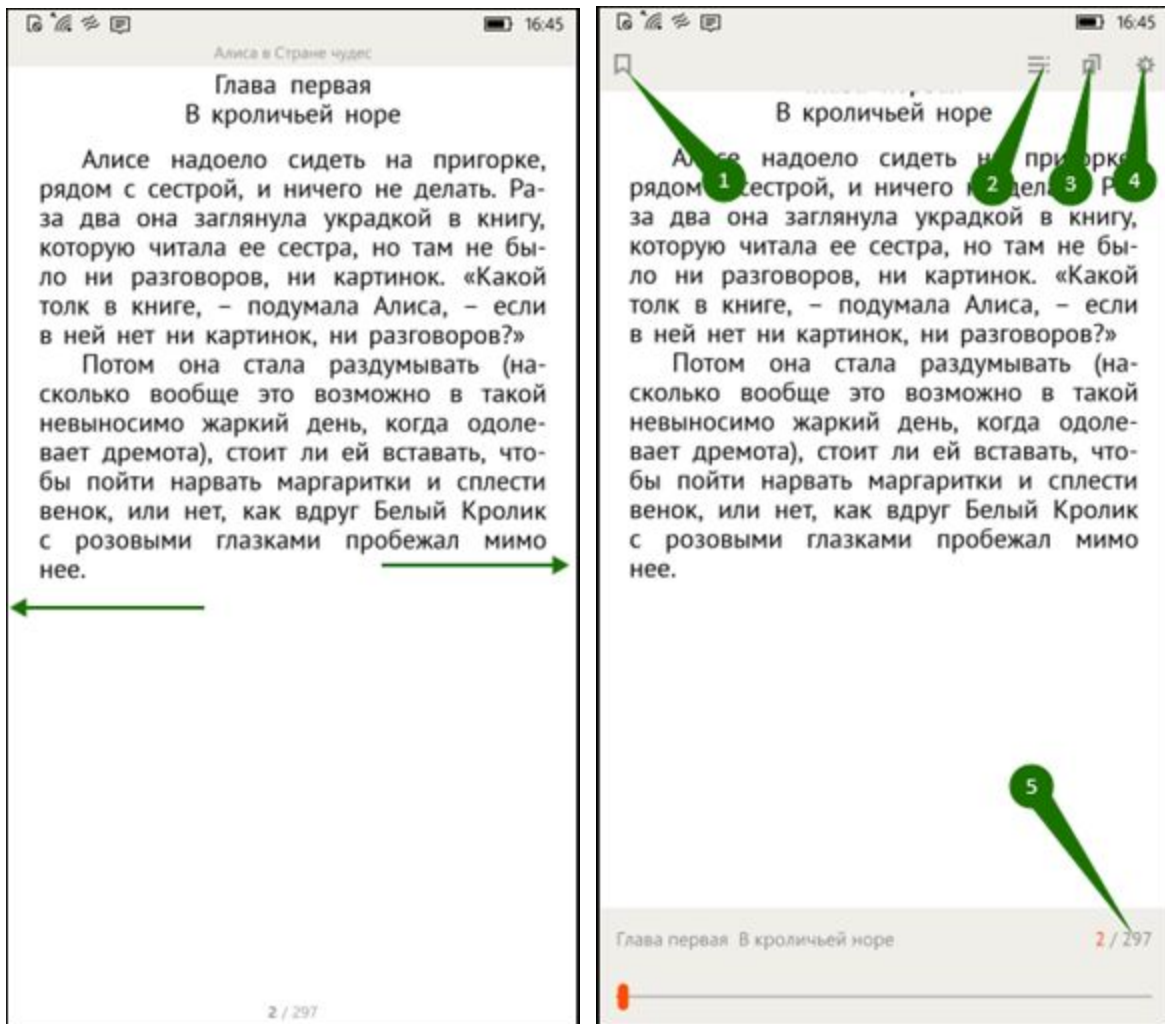 16:45
Алиса в Стране чудес
Глава первая
В кроличьей норе
Алисе надоело сидеть на пригорке,
рядом с сестрой, и ничего не делать. Ра-
за два она заглянула украдкой в книгу,
которую читала ее сестра, но там не бы-
ло ни разговоров, ни картинок. «Какой
толк в книге, – подумала Алиса, – если
в ней нет ни картинок, ни разговоров?»
Потом она стала раздумывать (на-
сколько вообще это возможно в такой
невыносимо жаркий день, когда одоле-
вает дремота), стоит ли ей вставать, что-
бы пойти нарвать маргаритки и сплести
венок, или нет, как вдруг Белый Кролик
с розовыми глазками пробежал мимо
нее.
2 / 297
16:45
В кроличьей норе
надоело сидеть
рядом сестрой, и ничего
1 2 3 4
за два она заглянула украдкой в книгу,
которую читала ее сестра, но там не бы-
ло ни разговоров, ни картинок. «Какой
толк в книге, – подумала Алиса, – если
в ней нет ни картинок, ни разговоров?»
Потом она стала раздумывать (на-
сколько вообще это возможно в такой
невыносимо жаркий день, когда одоле-
вает дремота), стоит ли ей вставать, что-
бы пойти нарвать маргаритки и сплести
венок, или нет, как вдруг Белый Кролик
с розовыми глазками пробежал мимо
нее.
5
Глава первая В кроличьей норе 2 / 297